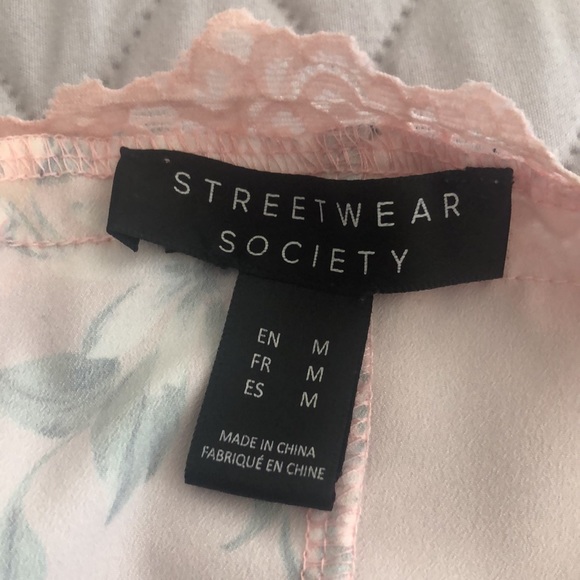 STREETWEAR
SOCIETY
EN M
FR M
ES M
MADE IN CHINA
FABRIQUÉ EN CHINE